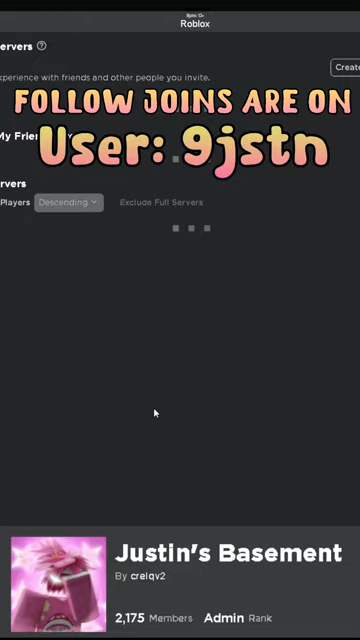 Roblox
ervers ?
xperience with friends and other people you invite.
Create
FOLLOW JOINS ARE ON
My Frien
User: 9jstn
rvers
Players Descending Exclude Full Servers
Justin's Basement
By crelqv2
2,175 Members Admin Rank